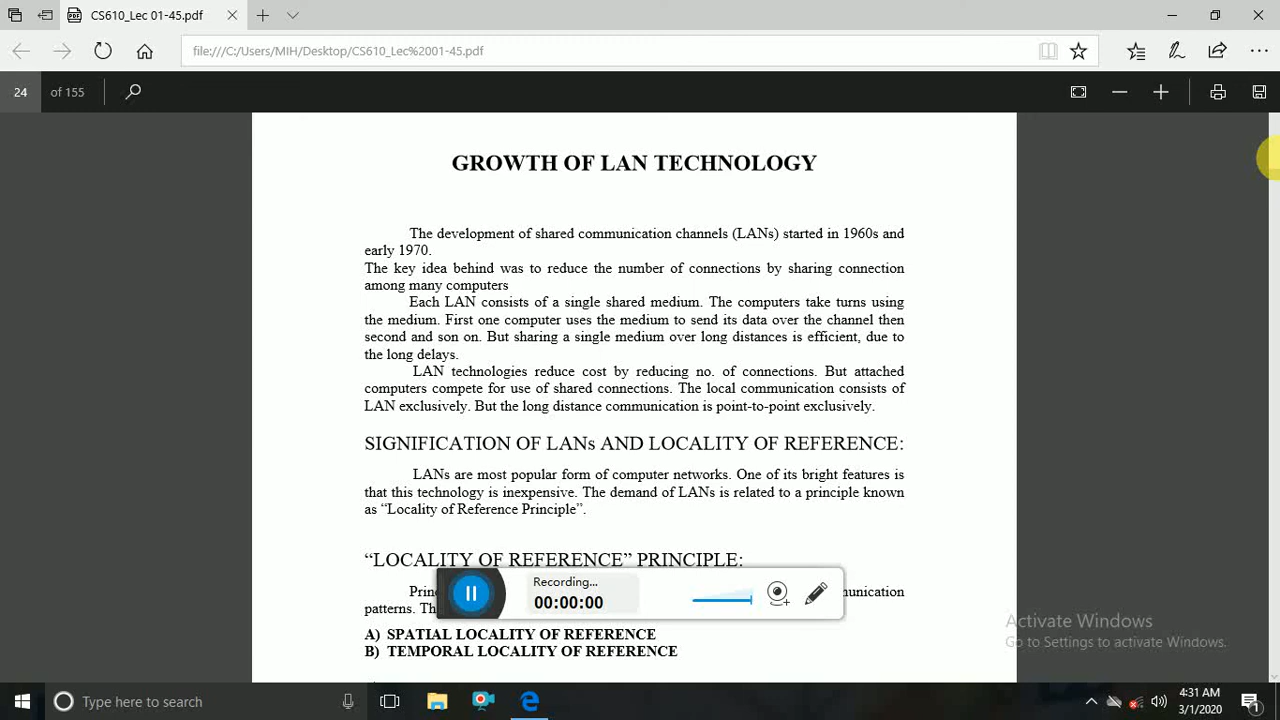 CS610_Lec 01-45.pdf
file:///C:/Users/MIH/Desktop/CS610_Lec%2001-45.pdf
24 of 155
GROWTH OF LAN TECHNOLOGY
The development of shared communication channels (LANs) started in 1960s and
early 1970.
The key idea behind was to reduce the number of connections by sharing connection
among many computers
Each LAN consists of a single shared medium. The computers take turns using
the medium. First one computer uses the medium to send its data over the channel then
second and son on. But sharing a single medium over long distances is efficient, due to
the long delays.
LAN technologies reduce cost by reducing no. of connections. But attached
computers compete for use of shared connections. The local communication consists of
LAN exclusively. But the long distance communication is point-to-point exclusively.
SIGNIFICATION OF LANs AND LOCALITY OF REFERENCE:
LANs are most popular form of computer networks. One of its bright features is
that this technology is inexpensive. The demand of LANs is related to a principle known
as “Locality of Reference Principle”.
“LOCALITY OF REFERENCE” PRINCIPLE:
Recording...
00:00:00
patterns.
A) SPATIAL LOCALITY OF REFERENCE
B) TEMPORAL LOCALITY OF REFERENCE
Activate Windows
Go to Settings to activate Windows.
Type here to search
4:31 AM
3/1/2020
1